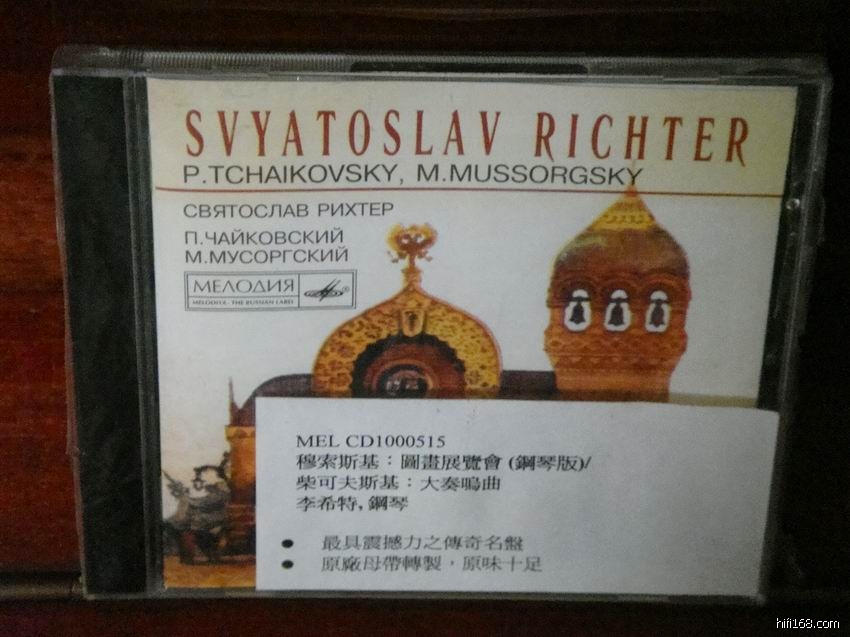 SVYATOSLAV RICHTER
P.TCHAIKOVSKY, M.MUSSORGSKY
СВЯТОСЛАВ РИХТЕР
П.ЧАЙКОВСКИЙ
М.МУСОРГСКИЙ
МЕЛОДИЯ
MELODIYA - THE RUSSIAN LABEL
MEL CD1000515
穆索斯基：圖畫展覽會 (鋼琴版)/
柴可夫斯基：大奏鳴曲
李希特, 鋼琴
● 最具震撼力之傳奇名盤
● 原廠母帶轉製，原味十足
hifi168.com